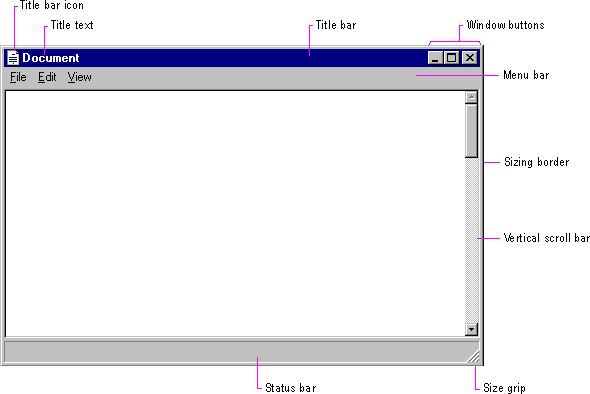 Title bar icon
Title text
Title bar
Window buttons
Document
File Edit View
Menu bar
Sizing border
Vertical scroll bar
Status bar
Size grip